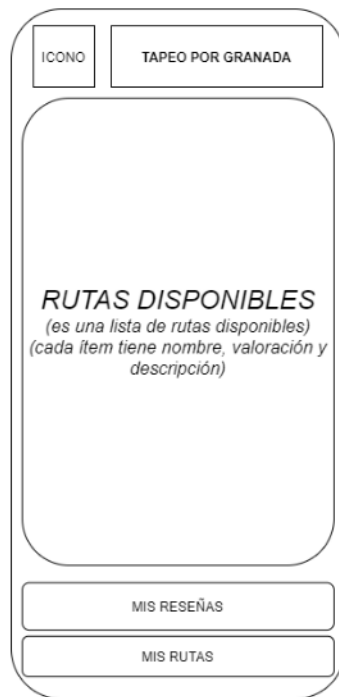 ICONO
TAPEO POR GRANADA
RUTAS DISPONIBLES
(es una lista de rutas disponibles)
(cada ítem tiene nombre, valoración y
descripción)
MIS RESEÑAS
MIS RUTAS